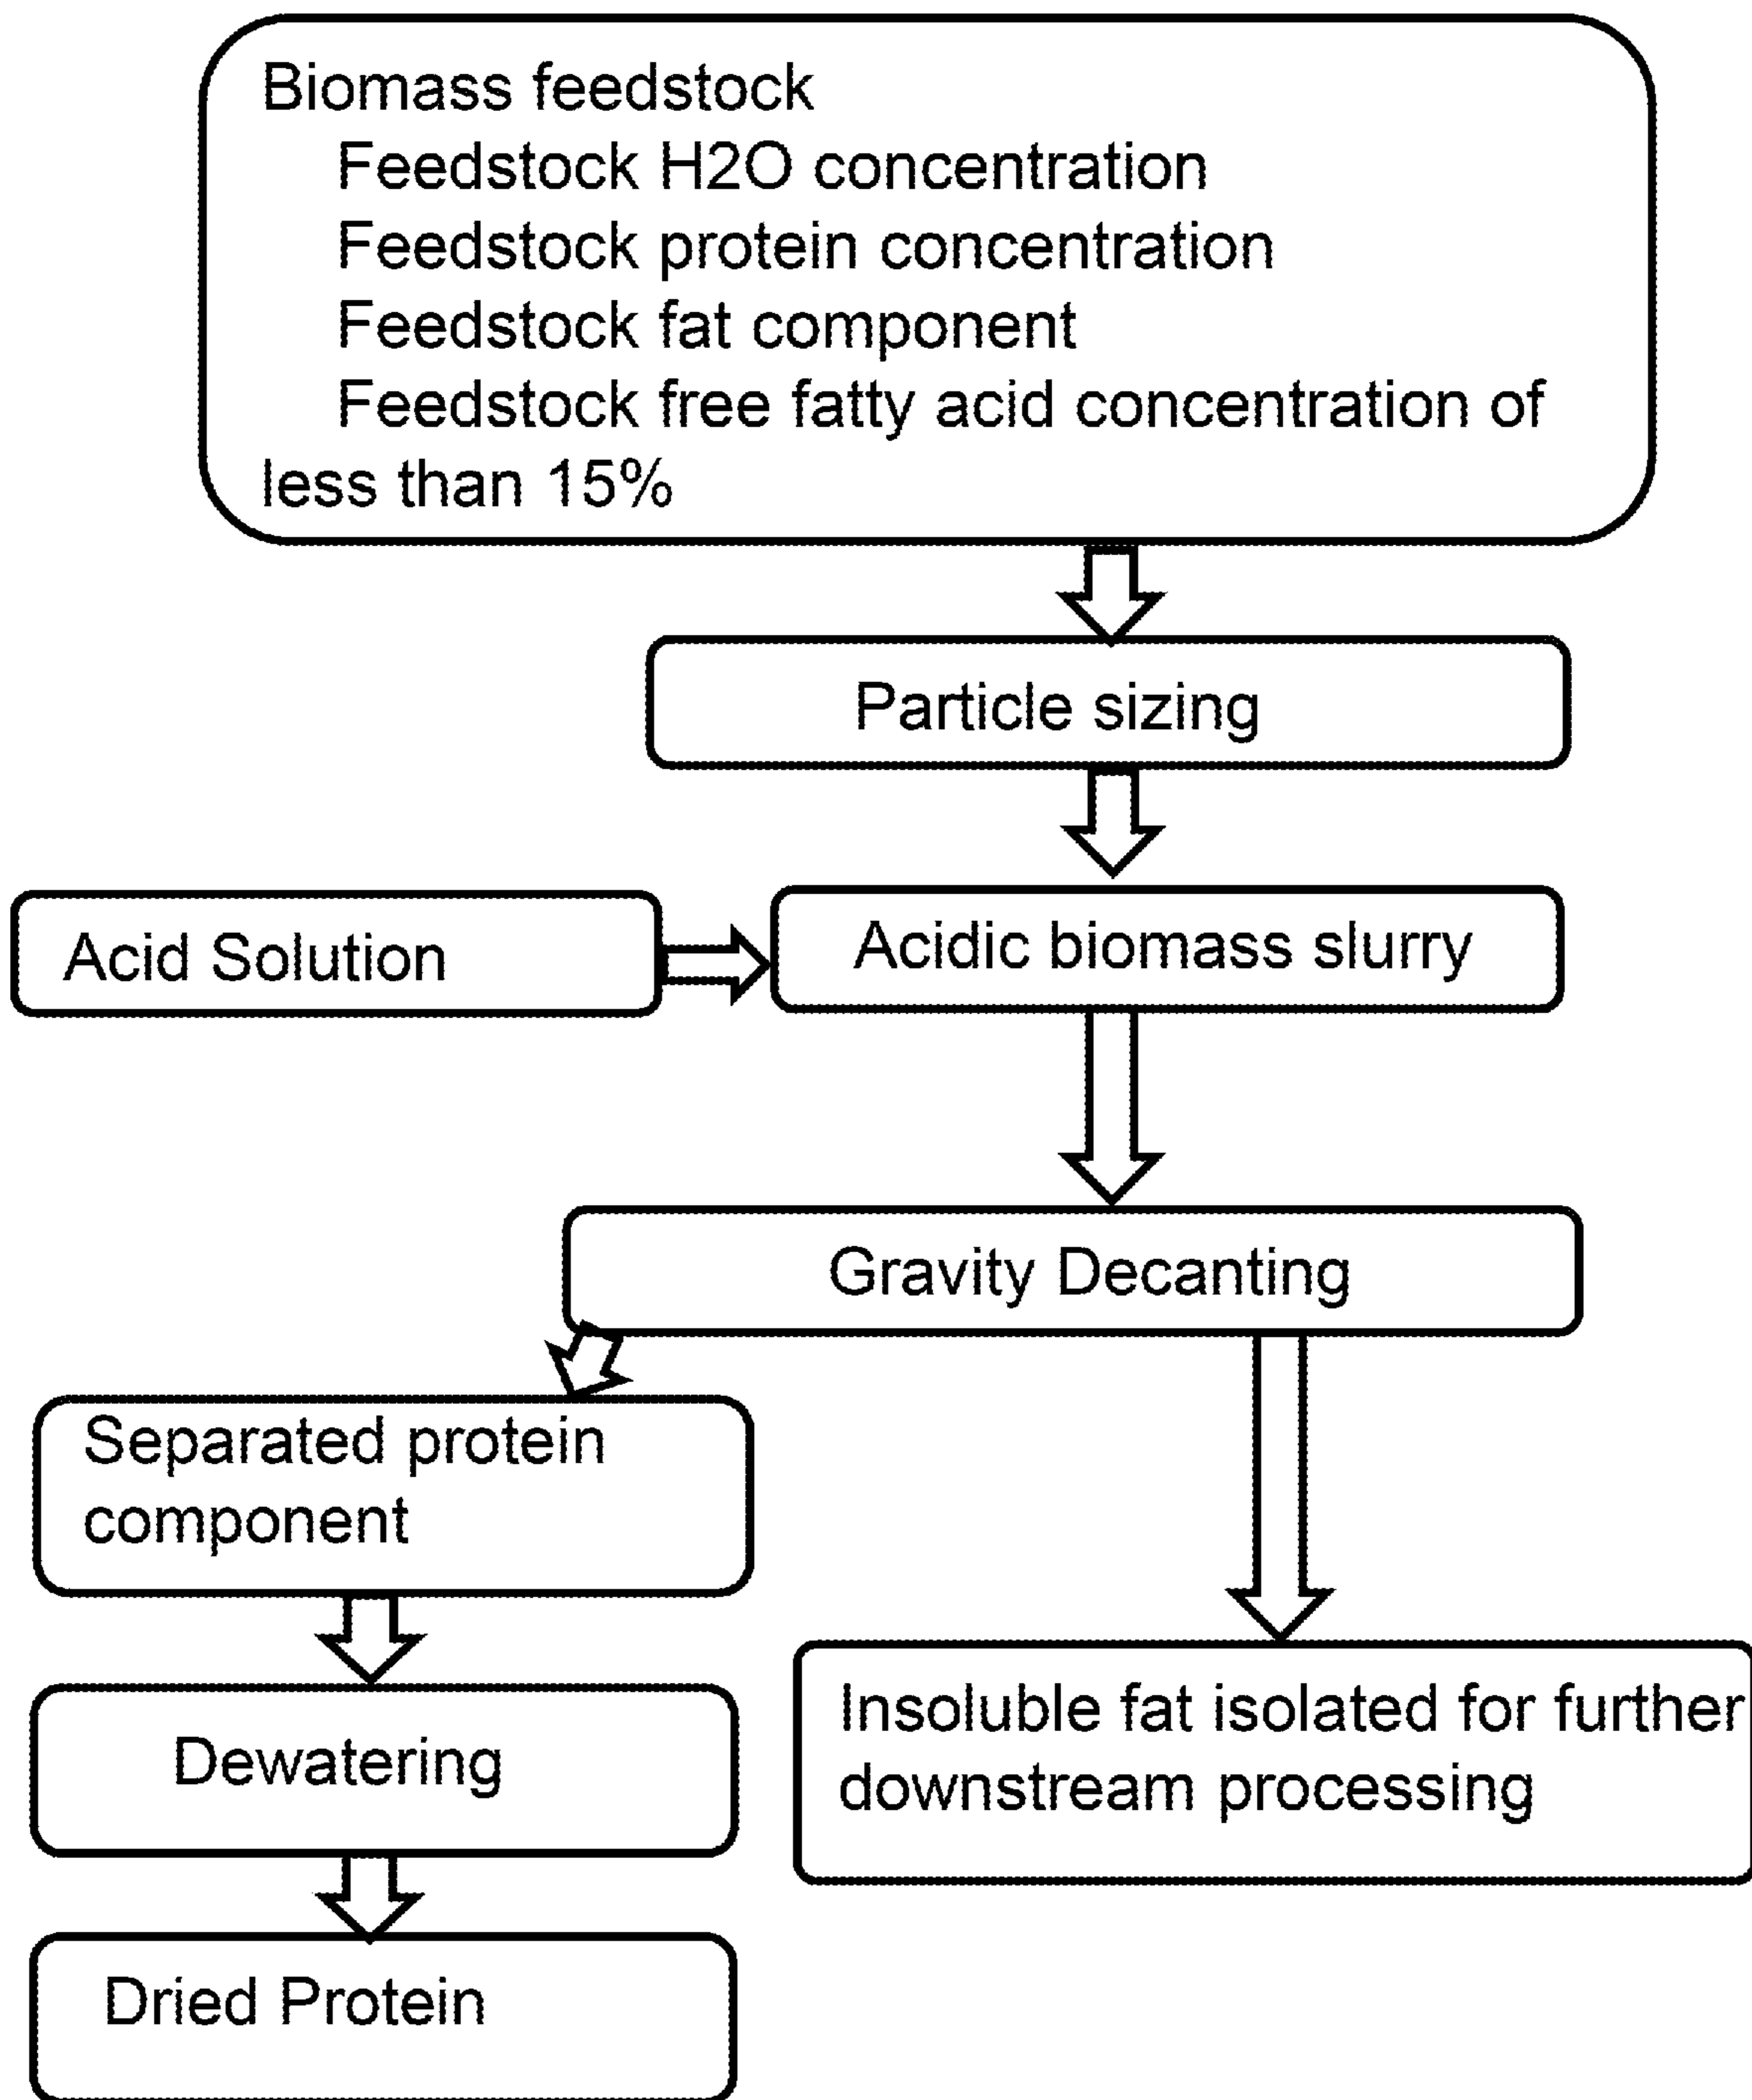 Biomass feedstock
Feedstock H2O concentration
Feedstock protein concentration
Feedstock fat component
Feedstock free fatty acid concentration of
less than 15%
Particle sizing
Acid Solution
Acidic biomass slurry
Gravity Decanting
Separated protein
component
Insoluble fat isolated for further
downstream processing
Dewatering
Dried Protein